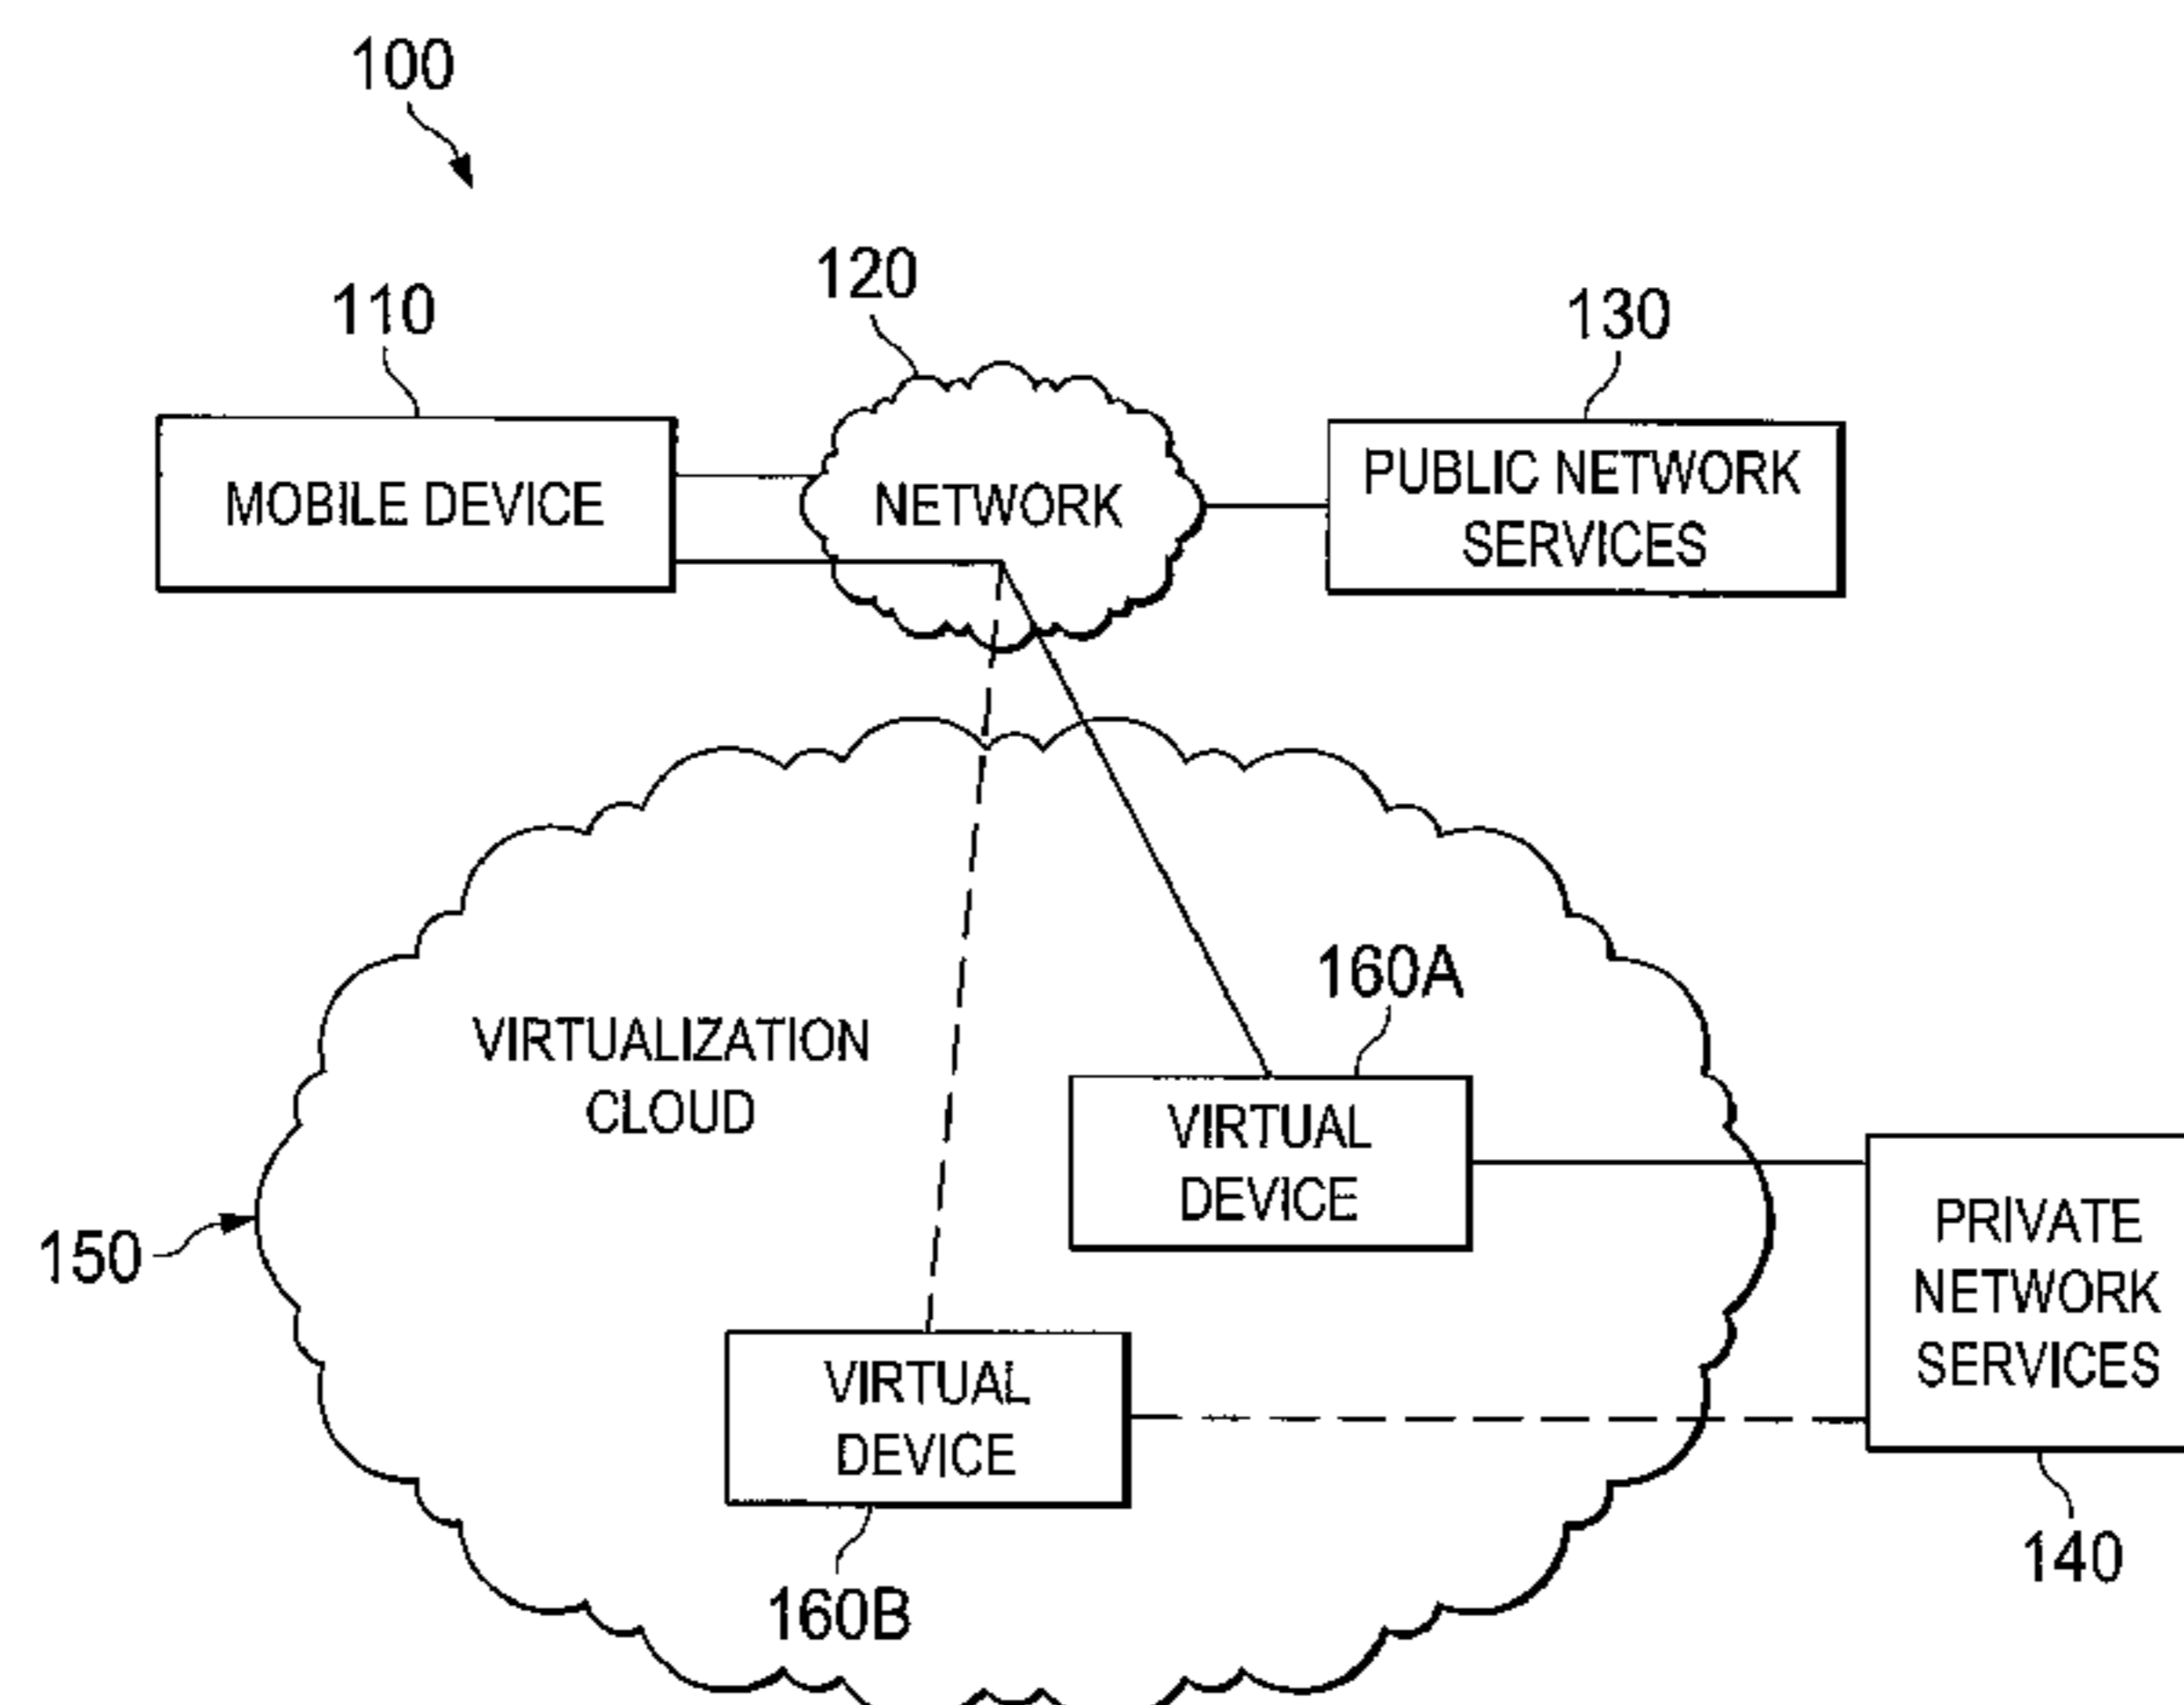 100
120
110
130
MOBILE DEVICE
NETWORK
PUBLIC NETWORK
SERVICES
160A
VIRTUALIZATION
CLOUD
VIRTUAL
DEVICE
150
PRIVATE
NETWORK
SERVICES
VIRTUAL
DEVICE
140
160B